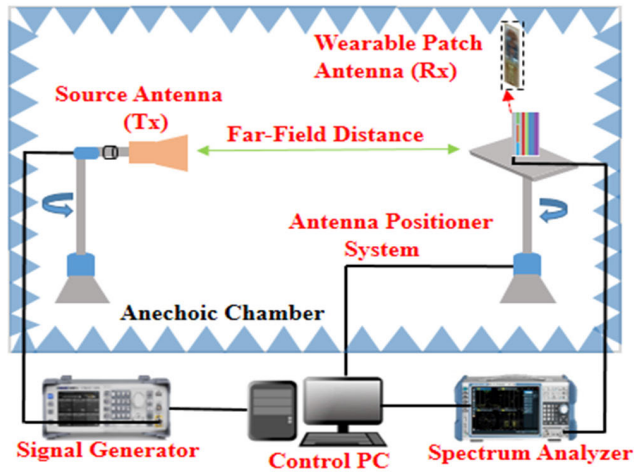 Wearable Patch
Antenna (Rx)
Source Antenna
(Tx)
Far-Field Distance
Antenna Positioner
System
Anechoic Chamber
Signal Generator
Control PC
Spectrum Analyzer